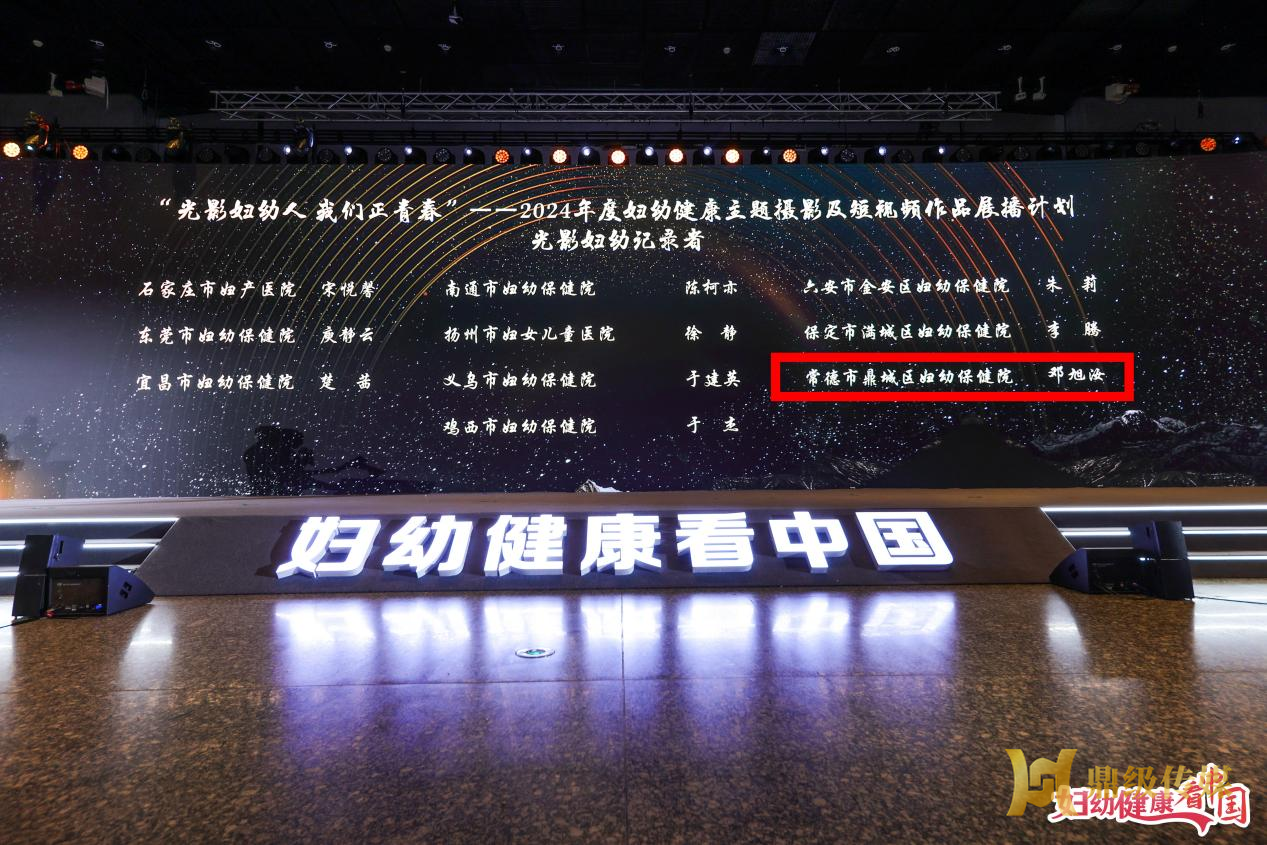 “光影妇幼人 我们正青春”——2024年度妇幼健康主题摄影及短视频作品展播计划
光影妇幼记录者
石家庄市妇产医院 宋悦馨 南通市妇幼保健院 陈柯亦 六安市金安区妇幼保健院 朱 莉
东莞市妇幼保健院 庾静云 扬州市妇女儿童医院 徐 静 保定市满城区妇幼保健院 李 腾
宜昌市妇幼保健院 楚 茜 义乌市妇幼保健院 于建英 常德市鼎城区妇幼保健院 邓旭汝
鸡西市妇幼保健院 于 杰
妇幼健康看中国
鼎级传媒
妇幼健康看中国